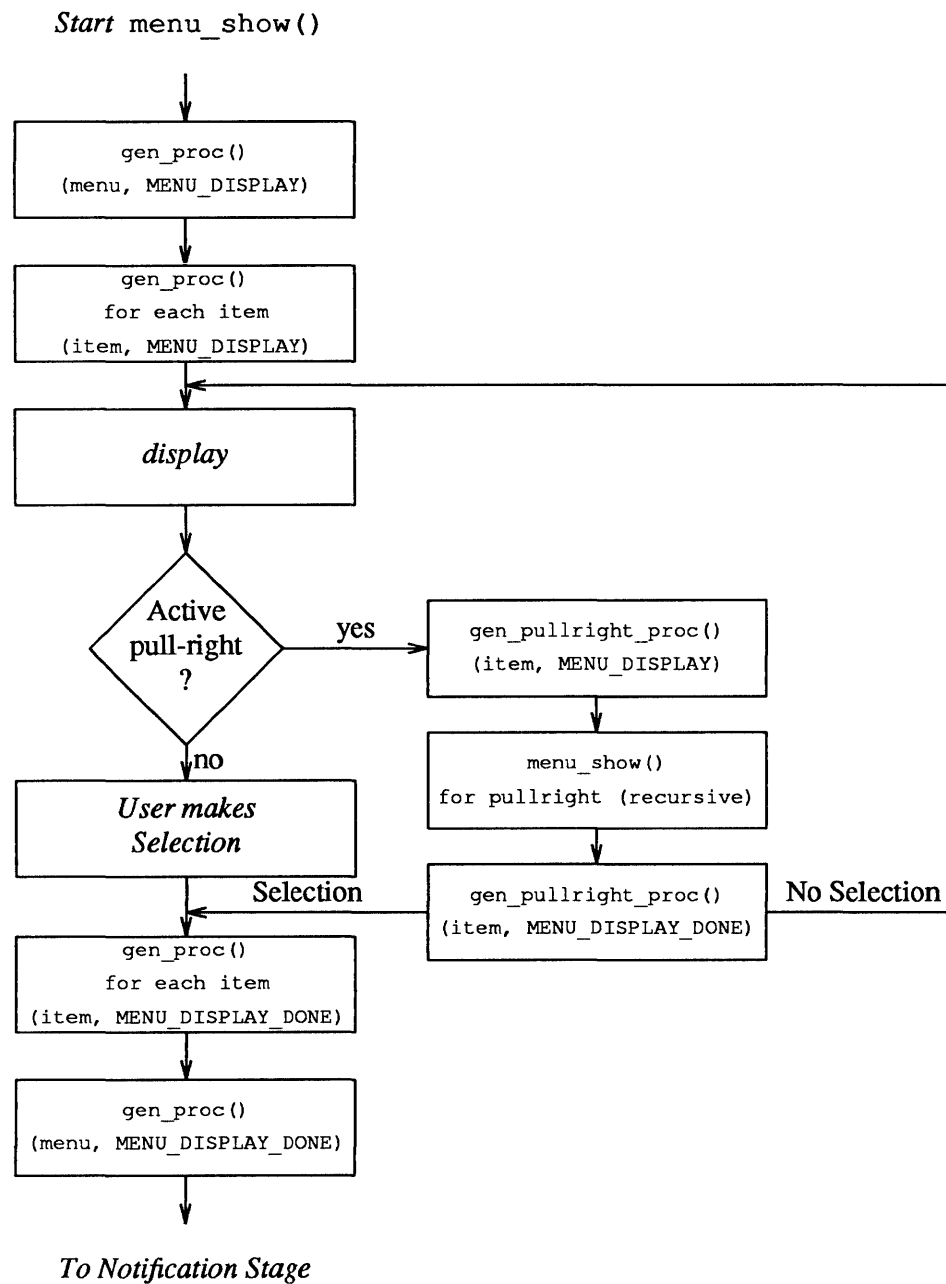 Start menu_show()
gen_proc()
(menu, MENU_DISPLAY)
gen_proc()
for each item
(item, MENU_DISPLAY)
display
Active
pull-right
?
yes
no
gen_pullright_proc()
(item, MENU_DISPLAY)
menu_show()
for pullright (recursive)
gen_pullright_proc()
(item, MENU_DISPLAY_DONE)
Selection
No Selection
User makes
Selection
gen_proc()
for each item
(item, MENU_DISPLAY_DONE)
gen_proc()
(menu, MENU_DISPLAY_DONE)
To Notification Stage